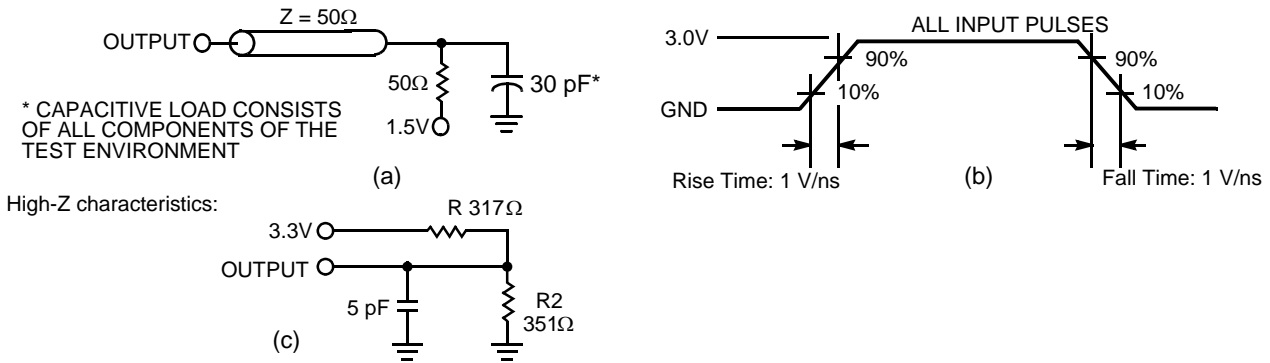 Z = 50Ω
OUTPUT
50Ω
30 pF*
1.5V
* CAPACITIVE LOAD CONSISTS
OF ALL COMPONENTS OF THE
TEST ENVIRONMENT
(a)
ALL INPUT PULSES
3.0V
90%
90%
10%
10%
GND
Rise Time: 1 V/ns
(b)
Fall Time: 1 V/ns
High-Z characteristics:
R 317Ω
3.3V
OUTPUT
5 pF
R2
351Ω
(c)